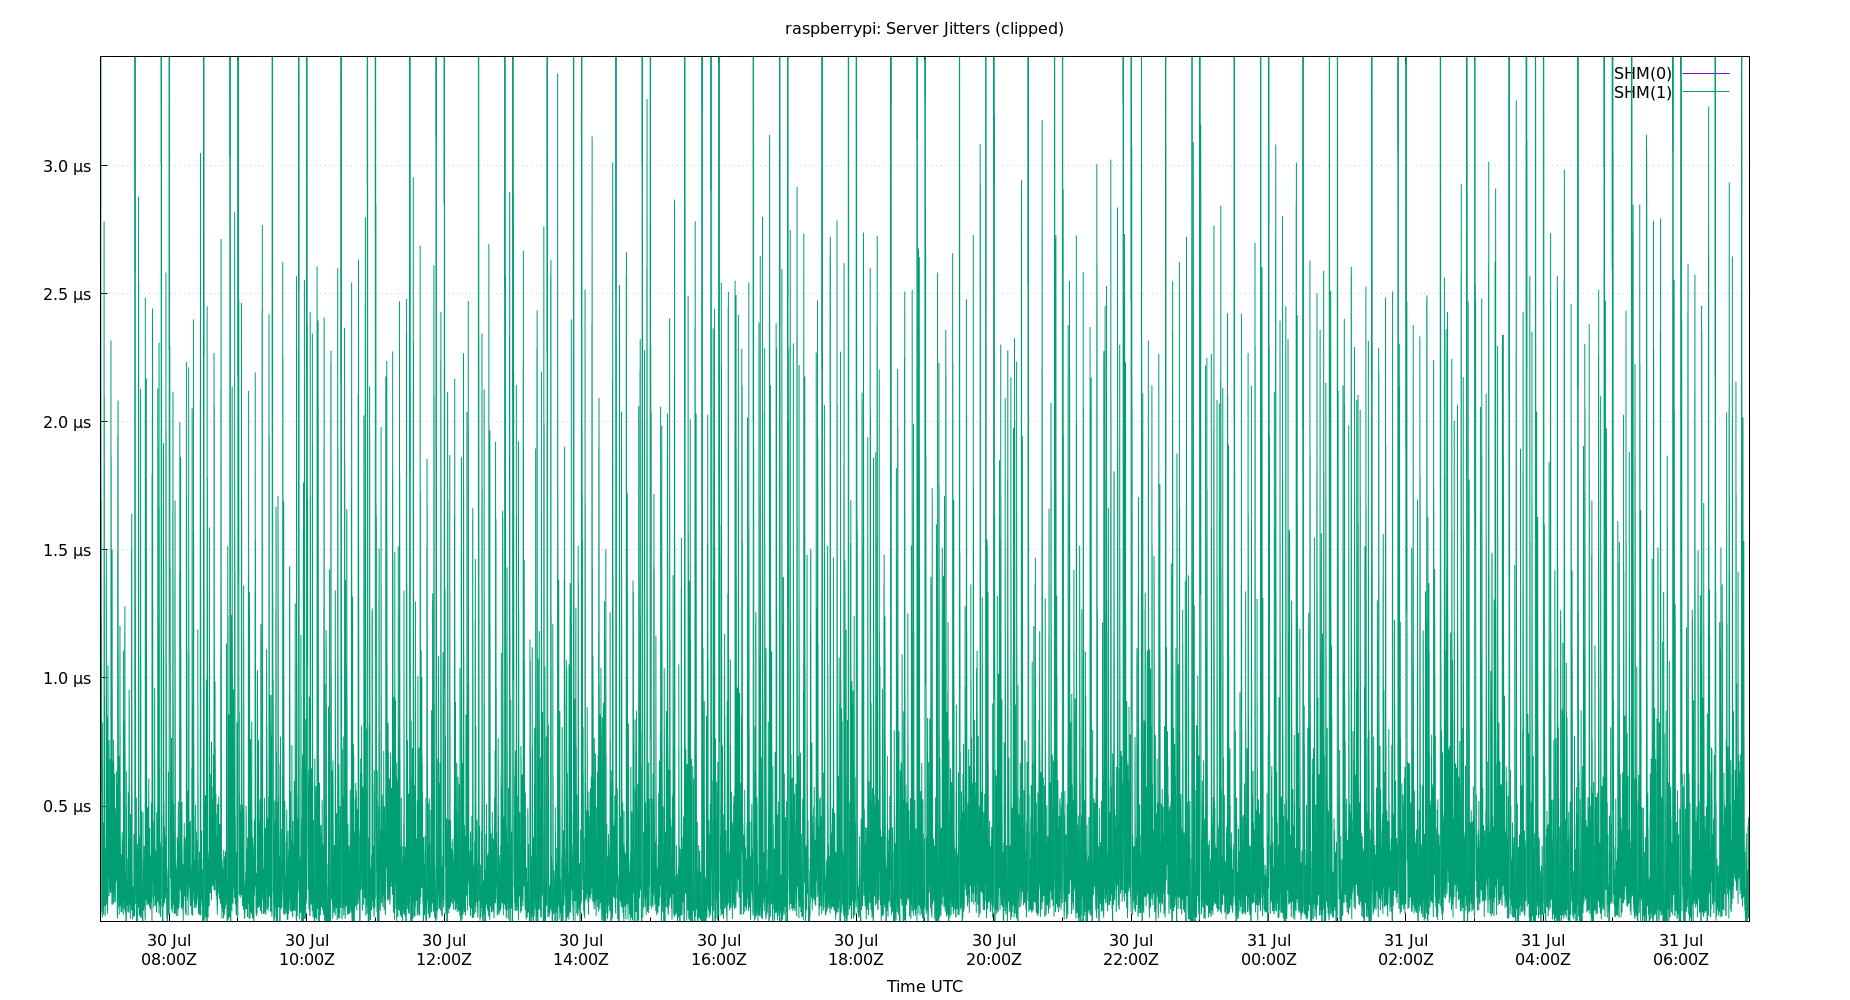 raspberrypi: Server Jitters (clipped)
SHM(0)
SHM(1)
3.0 µs
2.5 µs
2.0 µs
1.5 µs
1.0 µs
0.5 µs
30 Jul 30 Jul 30 Jul 30 Jul 30 Jul 30 Jul 30 Jul 30 Jul 31 Jul 31 Jul 31 Jul 31 Jul
08:00Z 10:00Z 12:00Z 14:00Z 16:00Z 18:00Z 20:00Z 22:00Z 00:00Z 02:00Z 04:00Z 06:00Z
Time UTC